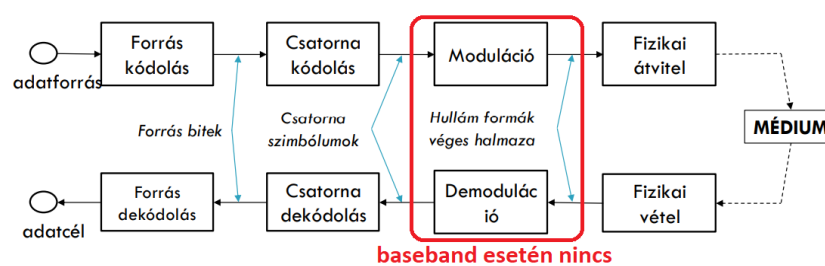 adatforrás
Forrás
kódolás
Csatorna
kódolás
Moduláció
Fizikai
átvitel
Forrás bitek
Csatorna
szimbólumok
Hullám formák
véges halmaza
MÉDIUM
adatcél
Forrás
dekódolás
Csatorna
dekódolás
Demodulác
ió
Fizikai
vétel
baseband esetén nincs